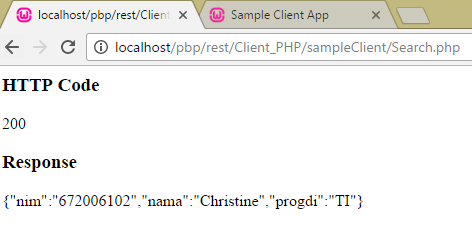 localhost/pbp/rest/Client
Sample Client App
localhost/pbp/rest/Client_PHP/sampleClient/Search.php
HTTP Code
200
Response
{"nim":"672006102","nama":"Christine","progdi":"TI"}